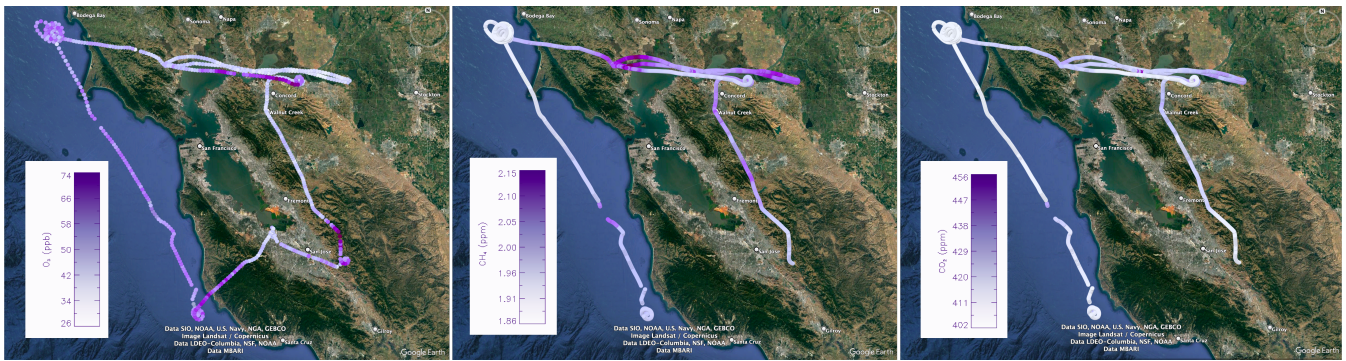 Bodega Bay
Sonoma
Napa
Concord
Stockton
Walnut Creek
San Francisco
Fremont
San Jose
Gilroy
Santa Cruz
74
66
58
50
42
34
26
O₃ (ppb)
Data SIO, NOAA, U.S. Navy, NGA, GEBCO
Image Landsat / Copernicus
Data LDEO-Columbia, NSF, NOAA
Data MBARI
Google Earth
N
Bodega Bay
Sonoma
Napa
Concord
Stockton
Walnut Creek
San Francisco
Fremont
San Jose
Gilroy
Santa Cruz
2.15
2.10
2.05
2.00
1.96
1.91
1.86
CH₄ (ppm)
Data SIO, NOAA, U.S. Navy, NGA, GEBCO
Image Landsat / Copernicus
Data LDEO-Columbia, NSF, NOAA
Data MBARI
Google Earth
N
Bodega Bay
Sonoma
Napa
Concord
Stockton
Walnut Creek
San Francisco
Fremont
San Jose
Gilroy
Santa Cruz
456
447
438
429
420
411
402
CO₂ (ppm)
Data SIO, NOAA, U.S. Navy, NGA, GEBCO
Image Landsat / Copernicus
Data LDEO-Columbia, NSF, NOAA
Data MBARI
Google Earth
N